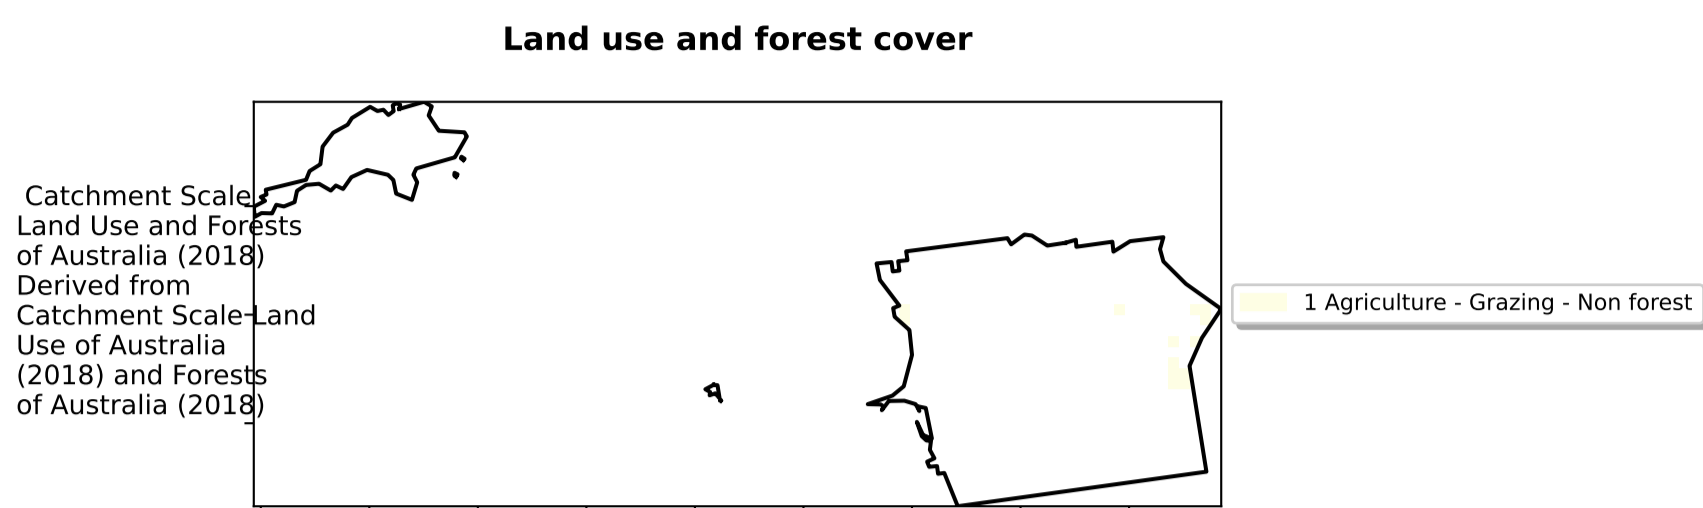 Land use and forest cover
Catchment Scale
Land Use and Forests
of Australia (2018)
Derived from
Catchment Scale Land
Use of Australia
(2018) and Forests
of Australia (2018)
1 Agriculture - Grazing - Non forest